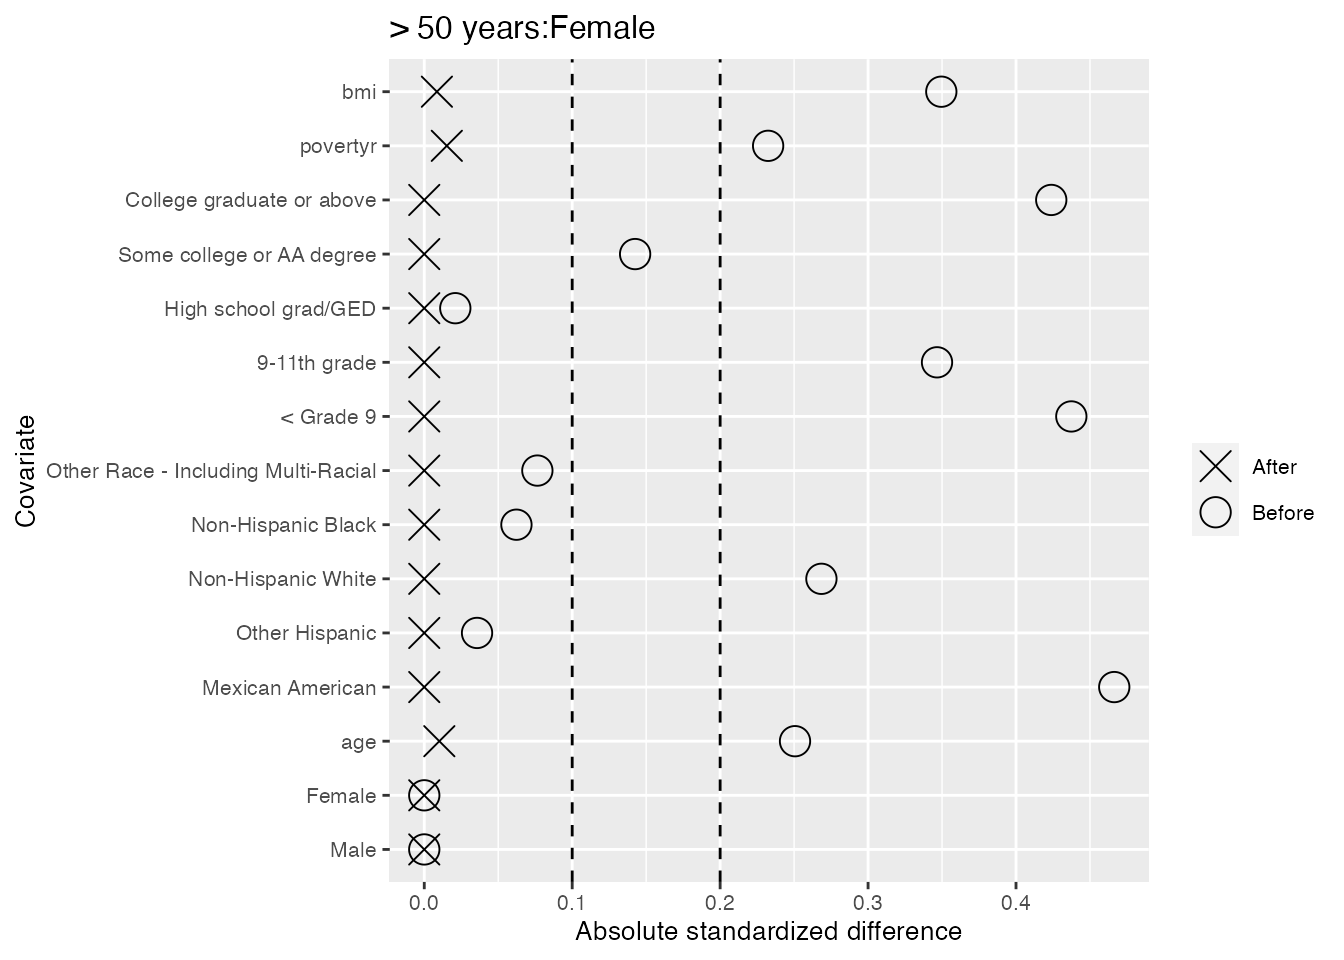 > 50 years:Female
bmi
povertyr
College graduate or above
Some college or AA degree
High school grad/GED
9-11th grade
< Grade 9
Other Race - Including Multi-Racial
Non-Hispanic Black
Non-Hispanic White
Other Hispanic
Mexican American
age
Female
Male
Covariate
0.0 0.1 0.2 0.3 0.4
Absolute standardized difference
After
Before